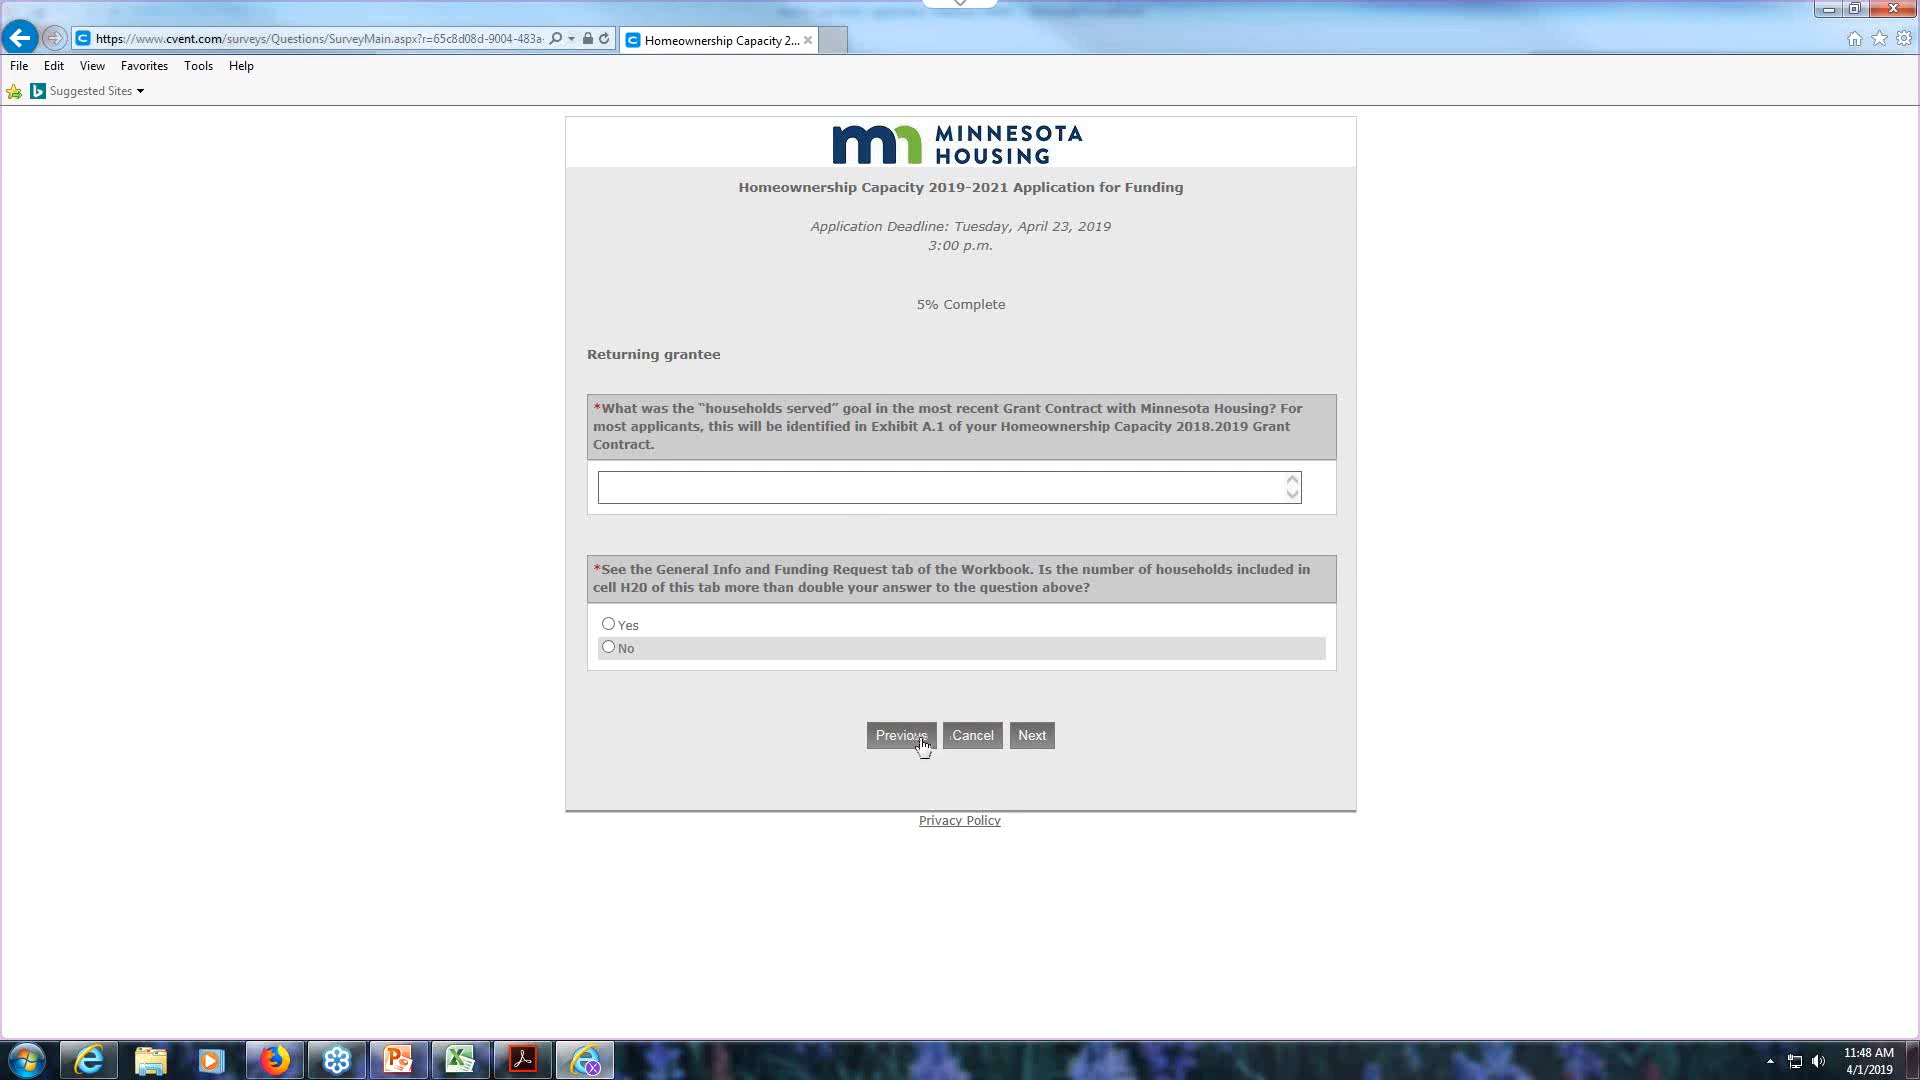 https://www.cvent.com/surveys/Questions/SurveyMain.aspx?r=65c8d08d-9004-483a-
Homeownership Capacity 2...
File Edit View Favorites Tools Help
Suggested Sites
MINNESOTA
HOUSING
Homeownership Capacity 2019-2021 Application for Funding
Application Deadline: Tuesday, April 23, 2019
3:00 p.m.
5% Complete
Returning grantee
*What was the “households served” goal in the most recent Grant Contract with Minnesota Housing? For
most applicants, this will be identified in Exhibit A.1 of your Homeownership Capacity 2018.2019 Grant
Contract.
*See the General Info and Funding Request tab of the Workbook. Is the number of households included in
cell H20 of this tab more than double your answer to the question above?
Yes
No
Previous Cancel Next
Privacy Policy
11:48 AM
4/1/2019